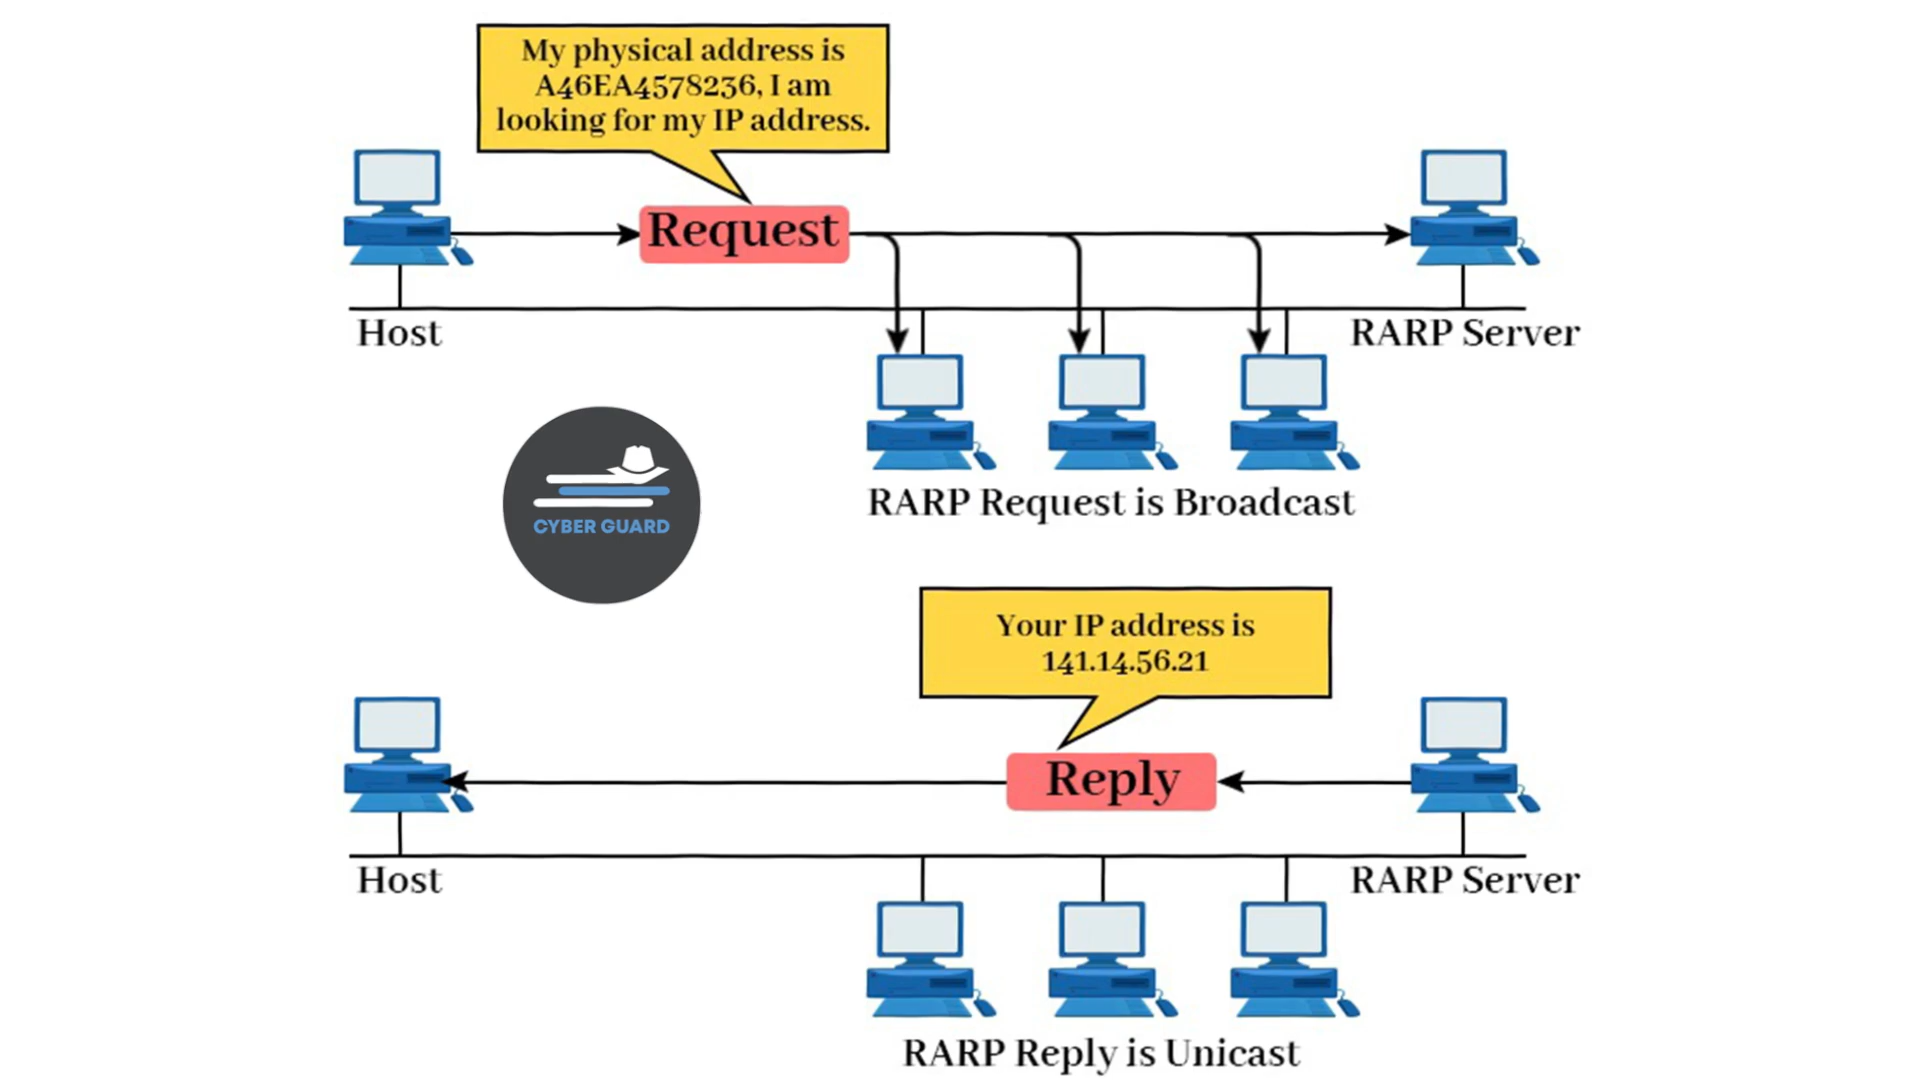 My physical address is
A46EA4578236, I am
looking for my IP address.
Request
Host
RARP Server
RARP Request is Broadcast
CYBER GUARD
Your IP address is
141.14.56.21
Reply
Host
RARP Server
RARP Reply is Unicast